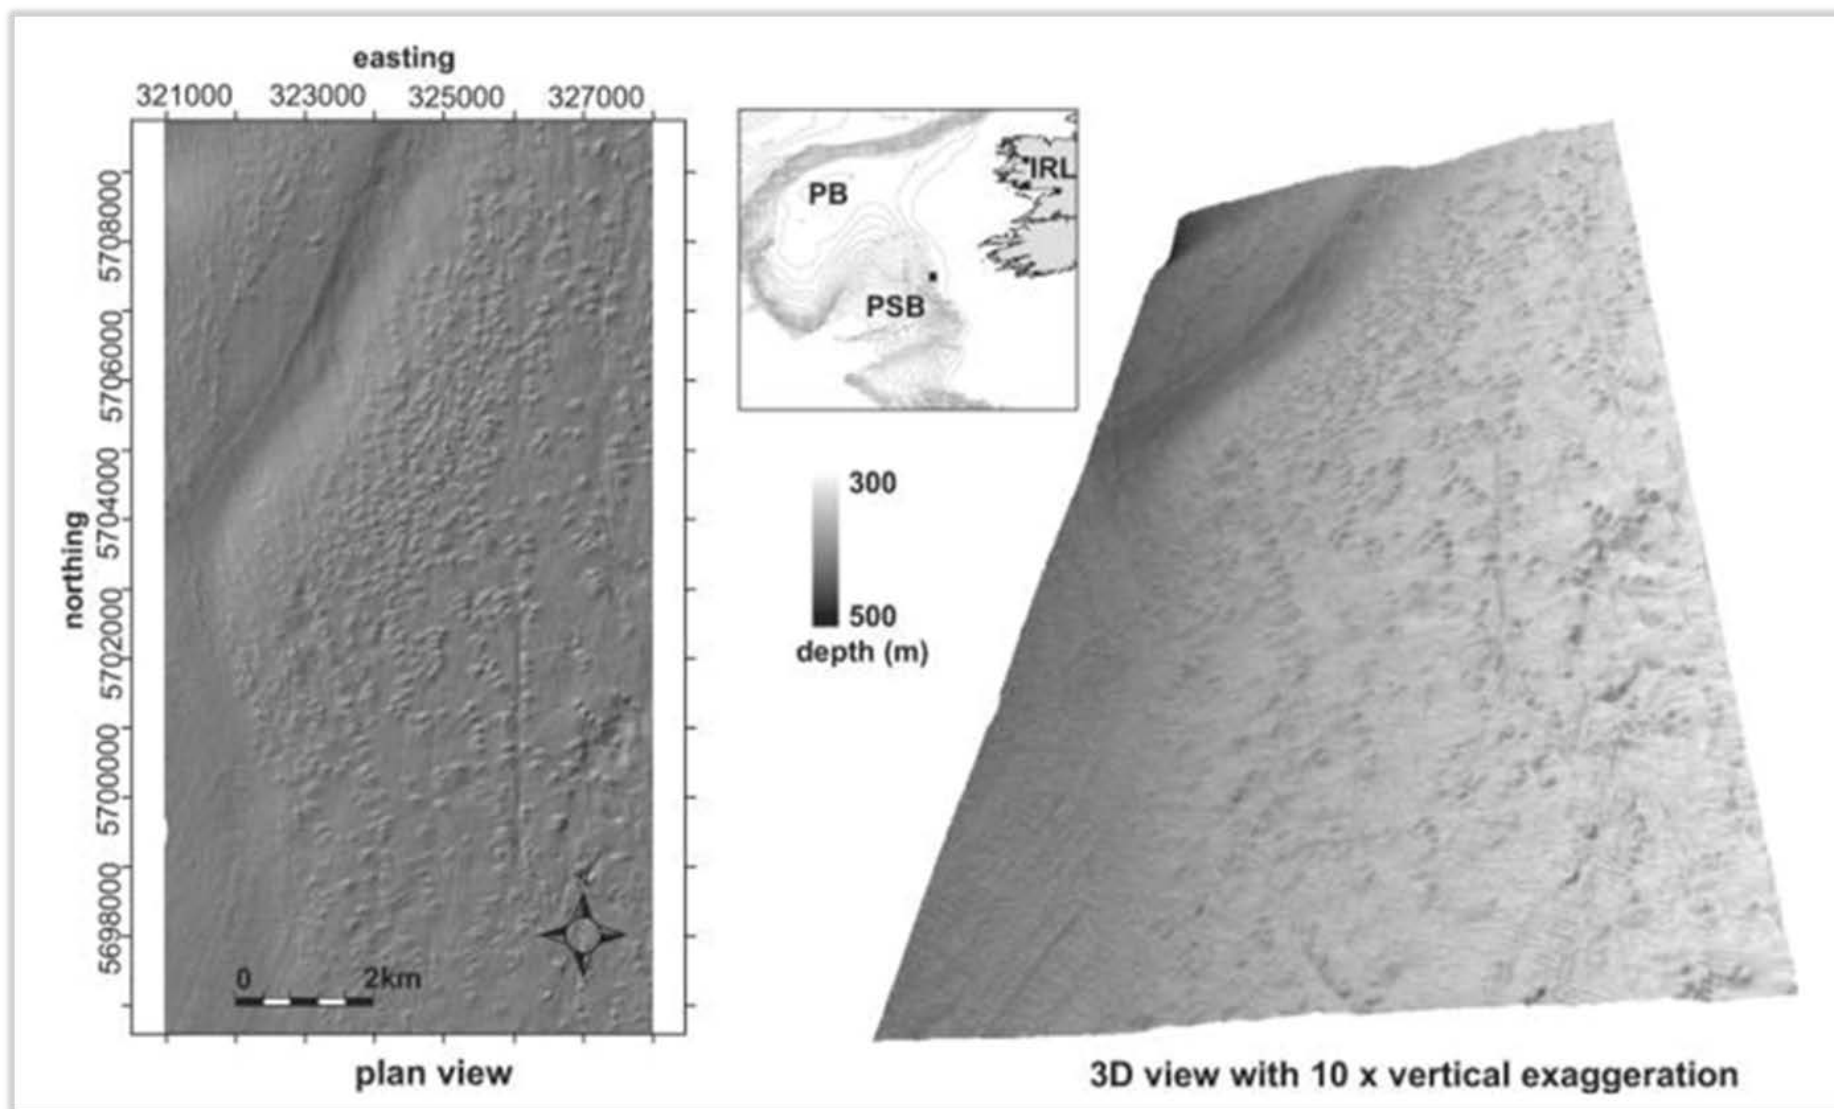 easting
321000 323000 325000 327000
northing
5708000
5706000
5704000
5702000
5700000
5698000
0 2km
plan view
PB
IRL
PSB
300
500
depth (m)
3D view with 10 x vertical exaggeration